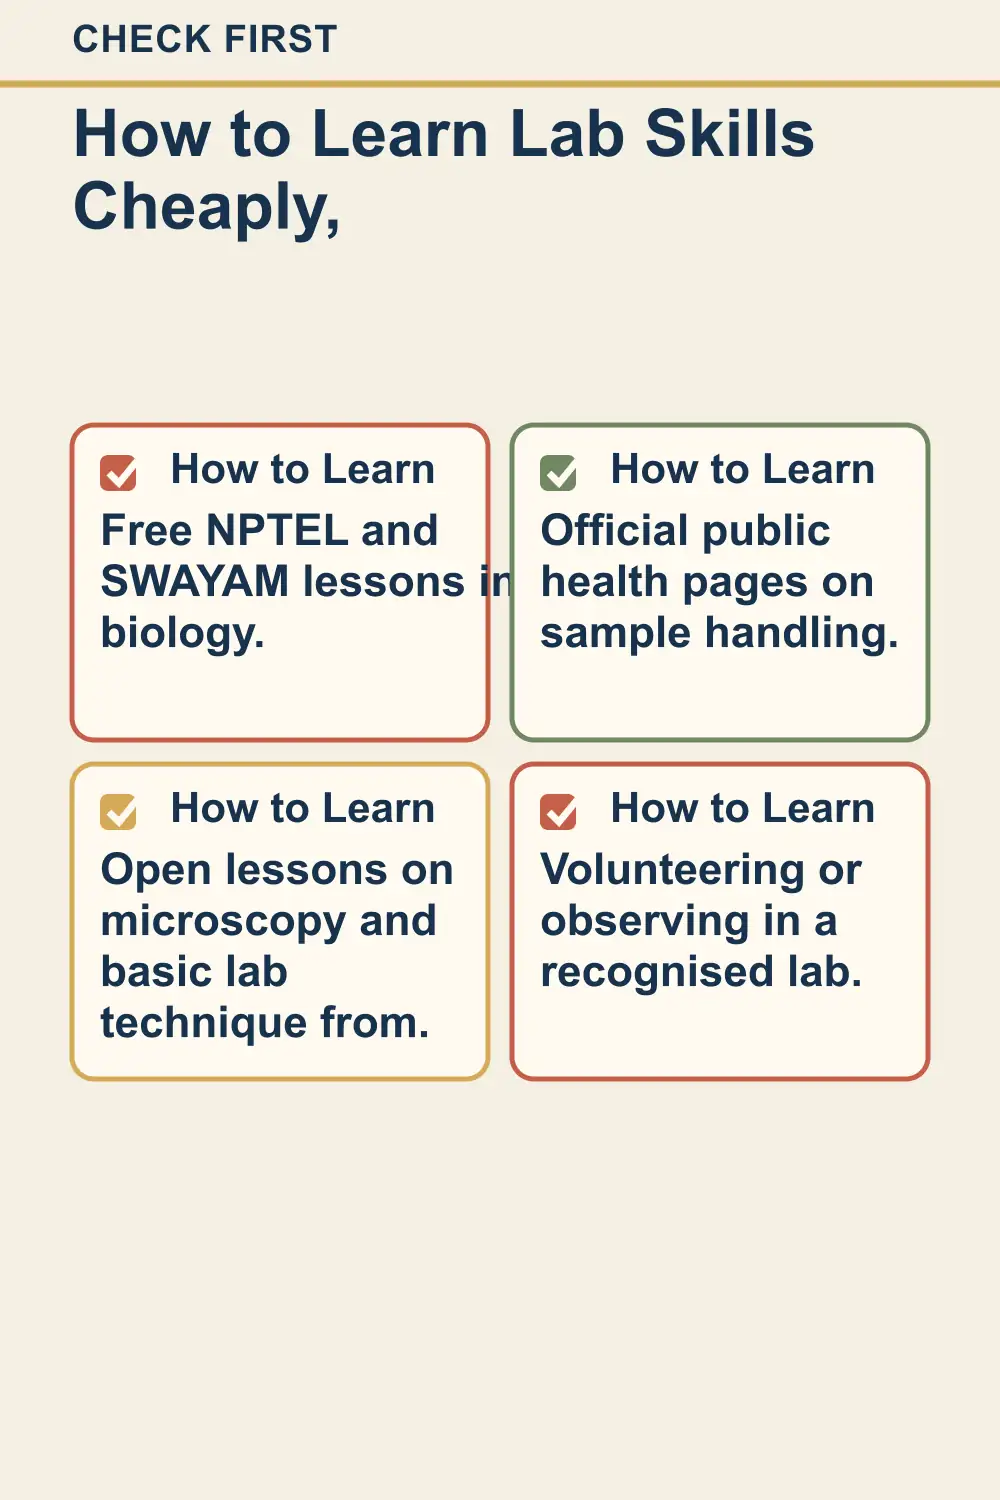 CHECK FIRST
How to Learn Lab Skills
Cheaply,
How to Learn
Free NPTEL and
SWAYAM lessons in
biology.
How to Learn
Official public
health pages on
sample handling.
How to Learn
Open lessons on
microscopy and
basic lab
technique from.
How to Learn
Volunteering or
observing in a
recognised lab.